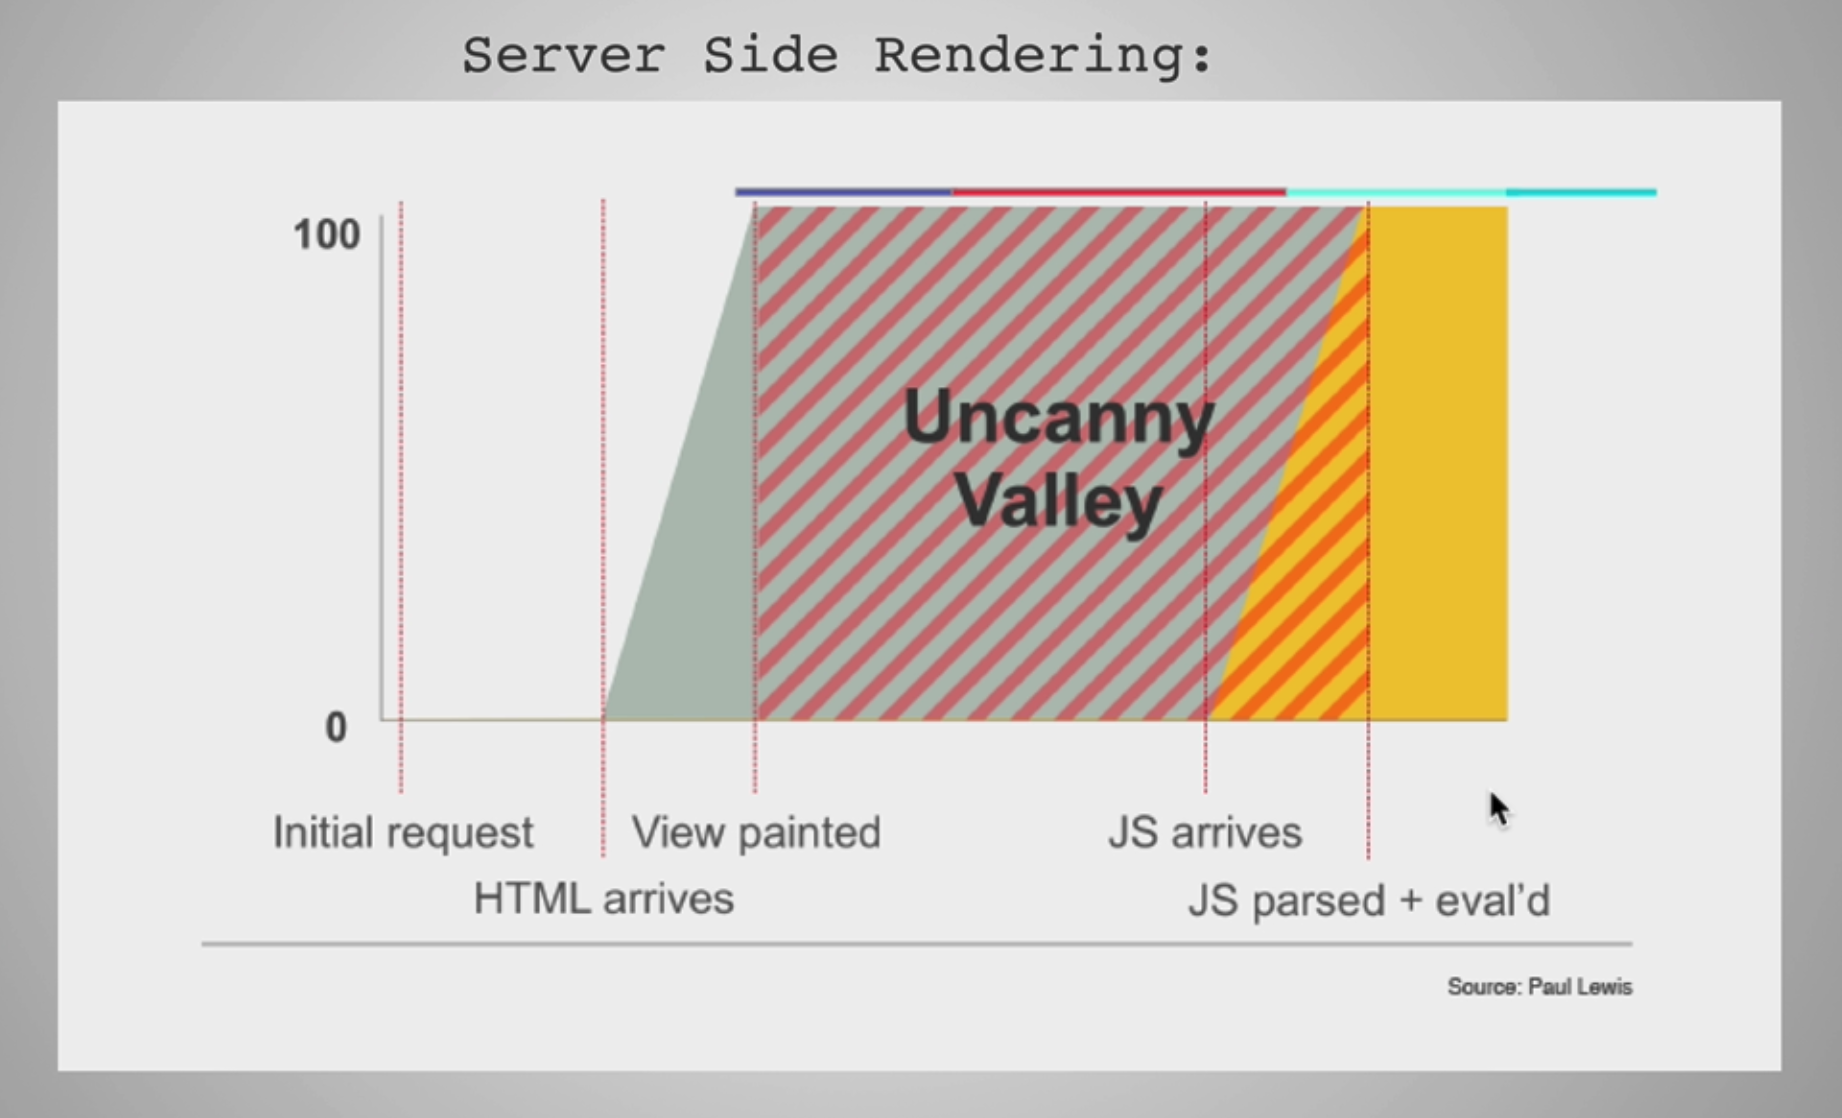 Server Side Rendering:
100
Uncanny
Valley
0
Initial request
View painted
JS arrives
HTML arrives
JS parsed + eval’d
Source: Paul Lewis